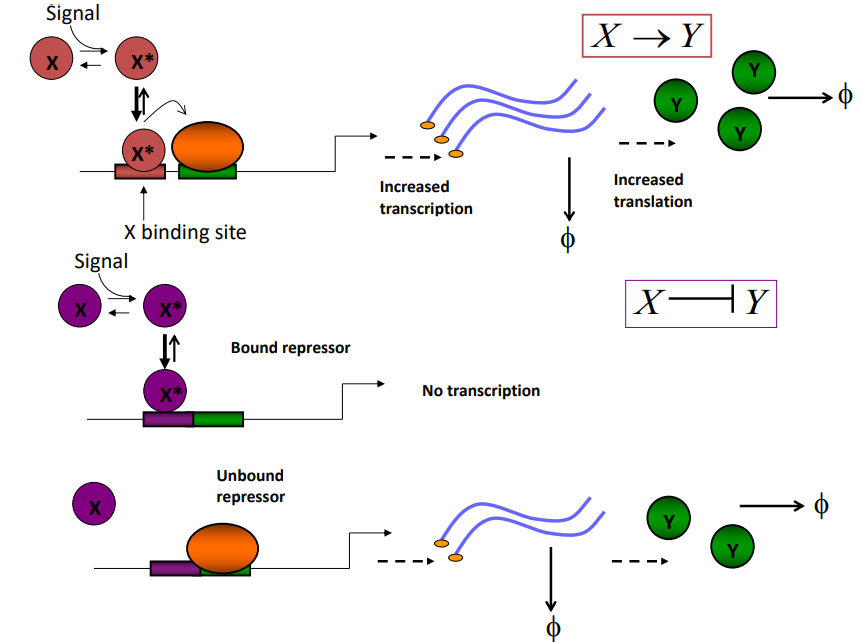 Signal
X → Y
X
X*
Y
Y
ϕ
Y
X*
Increased
transcription
Increased
translation
X binding site
ϕ
Signal
X
X*
X ⊣ Y
Bound repressor
X*
No transcription
Unbound
repressor
X
Y
ϕ
Y
ϕ